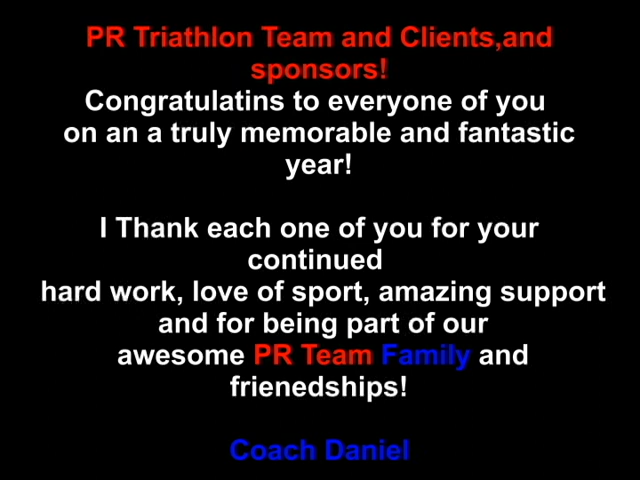 PR Triathlon Team and Clients,and
sponsors!
Congratulatins to everyone of you
on an a truly memorable and fantastic
year!
I Thank each one of you for your
continued
hard work, love of sport, amazing support
and for being part of our
awesome PR Team Family and
frienedships!
Coach Daniel